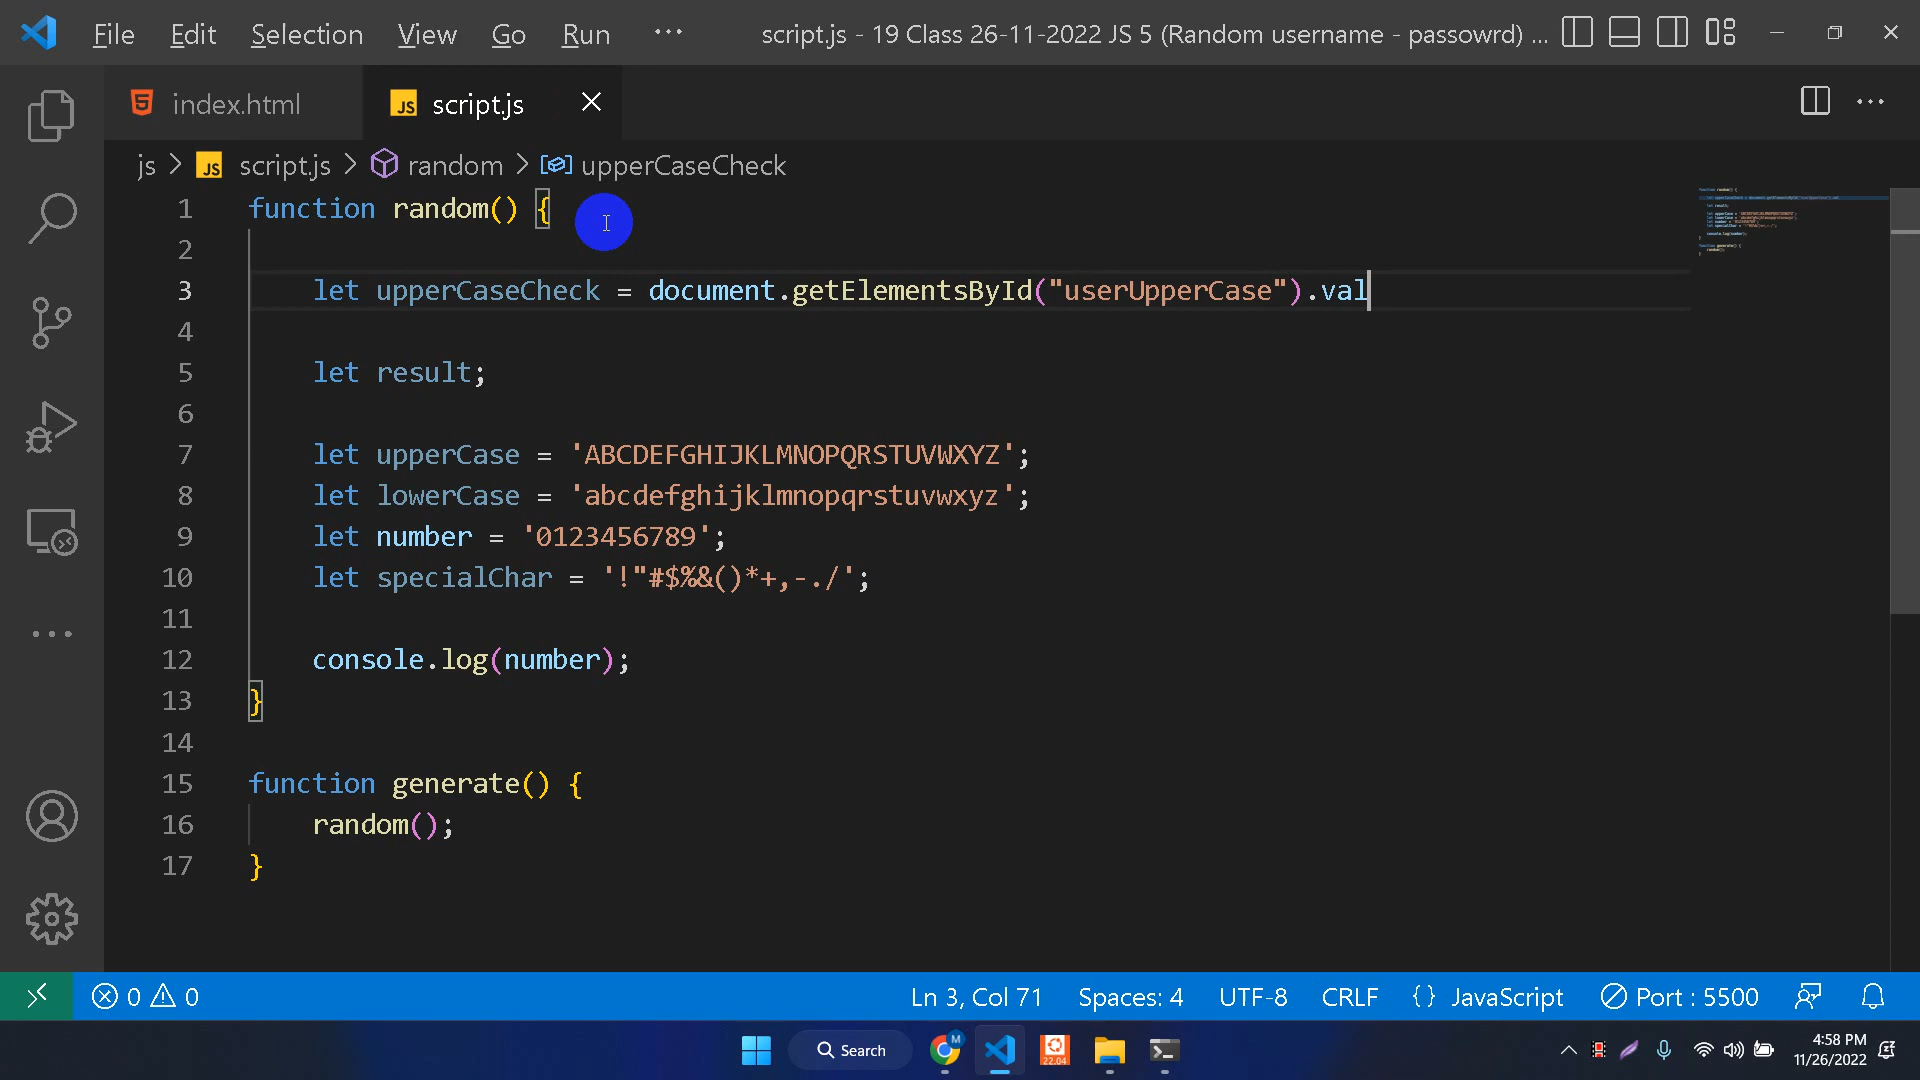 File Edit Selection View Go Run ··· script.js - 19 Class 26-11-2022 JS 5 (Random username - passowrd) ...
index.html
JS script.js
js > JS script.js > random > upperCaseCheck
1 function random() {
2
3 let upperCaseCheck = document.getElementsById("userUpperCase").val
4
5 let result;
6
7 let upperCase = 'ABCDEFGHIJKLMNOPQRSTUVWXYZ';
8 let lowerCase = 'abcdefghijklmnopqrstuvwxyz';
9 let number = '0123456789';
10 let specialChar = '!"#$%&()*+,-./';
11
12 console.log(number);
13 }
14
15 function generate() {
16 random();
17 }
0 0 Ln 3, Col 71 Spaces: 4 UTF-8 CRLF {} JavaScript Port : 5500
Search
M
22.04
4:58 PM
11/26/2022